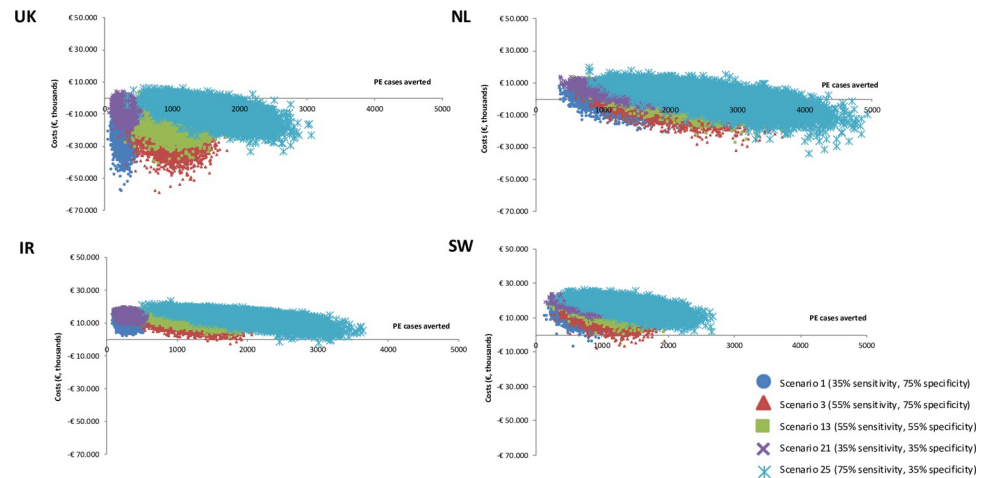 UK
€ 50.000
€ 30.000
€ 10.000
-€ 10.000
-€ 30.000
-€ 50.000
-€ 70.000
Costs (€, thousands)
PE cases averted
0 1000 2000 3000 4000 5000
NL
€ 50.000
€ 30.000
€ 10.000
-€ 10.000
-€ 30.000
-€ 50.000
-€ 70.000
Costs (€, thousands)
PE cases averted
0 1000 2000 3000 4000 5000
IR
€ 50.000
€ 30.000
€ 10.000
-€ 10.000
-€ 30.000
-€ 50.000
-€ 70.000
Costs (€, thousands)
PE cases averted
0 1000 2000 3000 4000 5000
SW
€ 50.000
€ 30.000
€ 10.000
-€ 10.000
-€ 30.000
-€ 50.000
-€ 70.000
Costs (€, thousands)
PE cases averted
0 1000 2000 3000 4000 5000
Scenario 1 (35% sensitivity, 75% specificity)
Scenario 3 (55% sensitivity, 75% specificity)
Scenario 13 (55% sensitivity, 55% specificity)
Scenario 21 (35% sensitivity, 35% specificity)
Scenario 25 (75% sensitivity, 35% specificity)